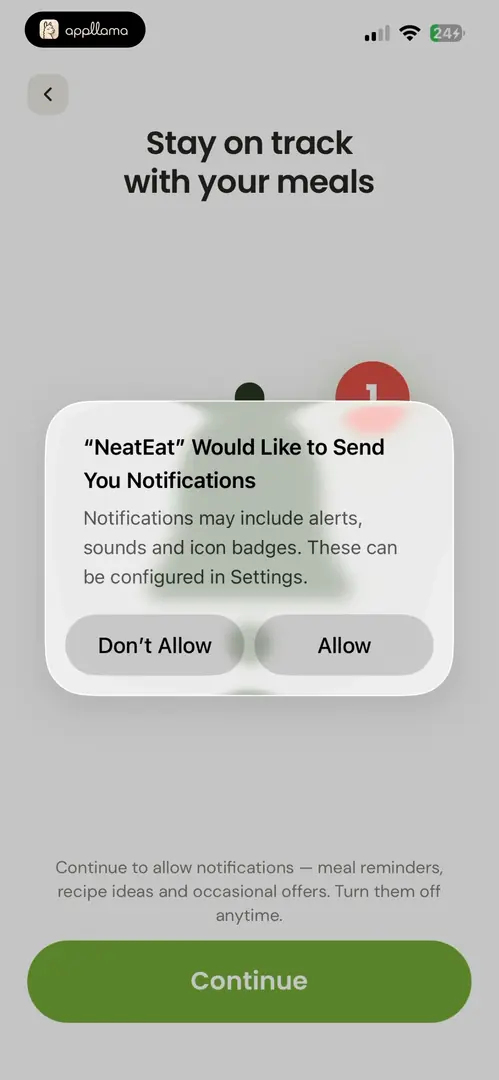 appllama
24
Stay on track
with your meals
1
“NeatEat” Would Like to Send
You Notifications
Notifications may include alerts,
sounds and icon badges. These can
be configured in Settings.
Don’t Allow
Allow
Continue to allow notifications — meal reminders,
recipe ideas and occasional offers. Turn them off
anytime.
Continue